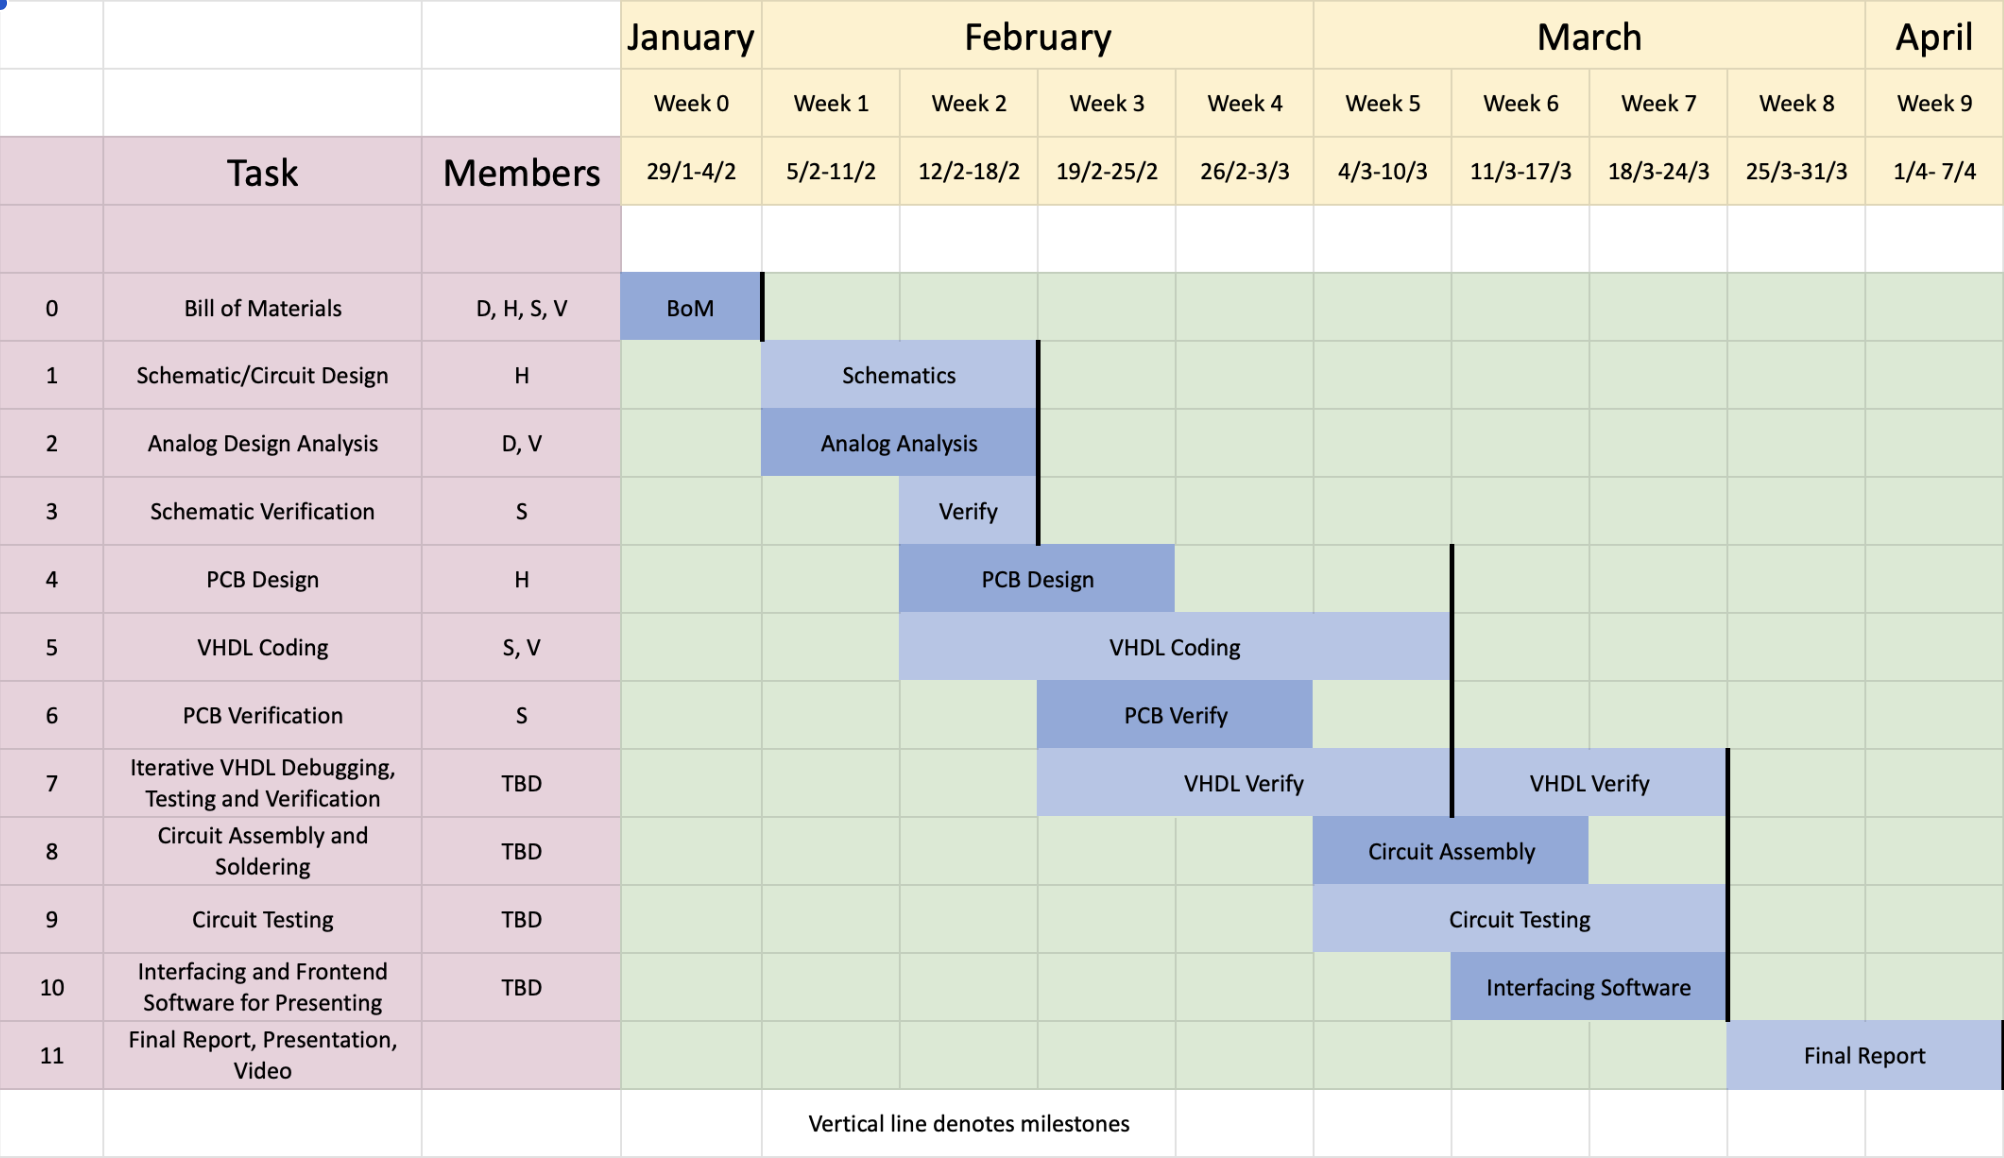 January February March April
Week 0 Week 1 Week 2 Week 3 Week 4 Week 5 Week 6 Week 7 Week 8 Week 9
Task Members 29/1-4/2 5/2-11/2 12/2-18/2 19/2-25/2 26/2-3/3 4/3-10/3 11/3-17/3 18/3-24/3 25/3-31/3 1/4- 7/4
0 Bill of Materials D, H, S, V BoM
1 Schematic/Circuit Design H Schematics
2 Analog Design Analysis D, V Analog Analysis
3 Schematic Verification S Verify
4 PCB Design H PCB Design
5 VHDL Coding S, V VHDL Coding
6 PCB Verification S PCB Verify
7 Iterative VHDL Debugging,
Testing and Verification TBD VHDL Verify VHDL Verify
8 Circuit Assembly and
Soldering TBD Circuit Assembly
9 Circuit Testing TBD Circuit Testing
10 Interfacing and Frontend
Software for Presenting TBD Interfacing Software
11 Final Report, Presentation,
Video Final Report
Vertical line denotes milestones